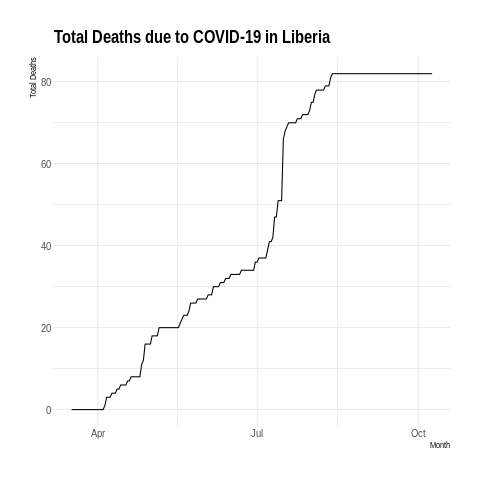 Total Deaths due to COVID-19 in Liberia
Total Deaths
80
60
40
20
0
Apr
Jul
Oct
Month